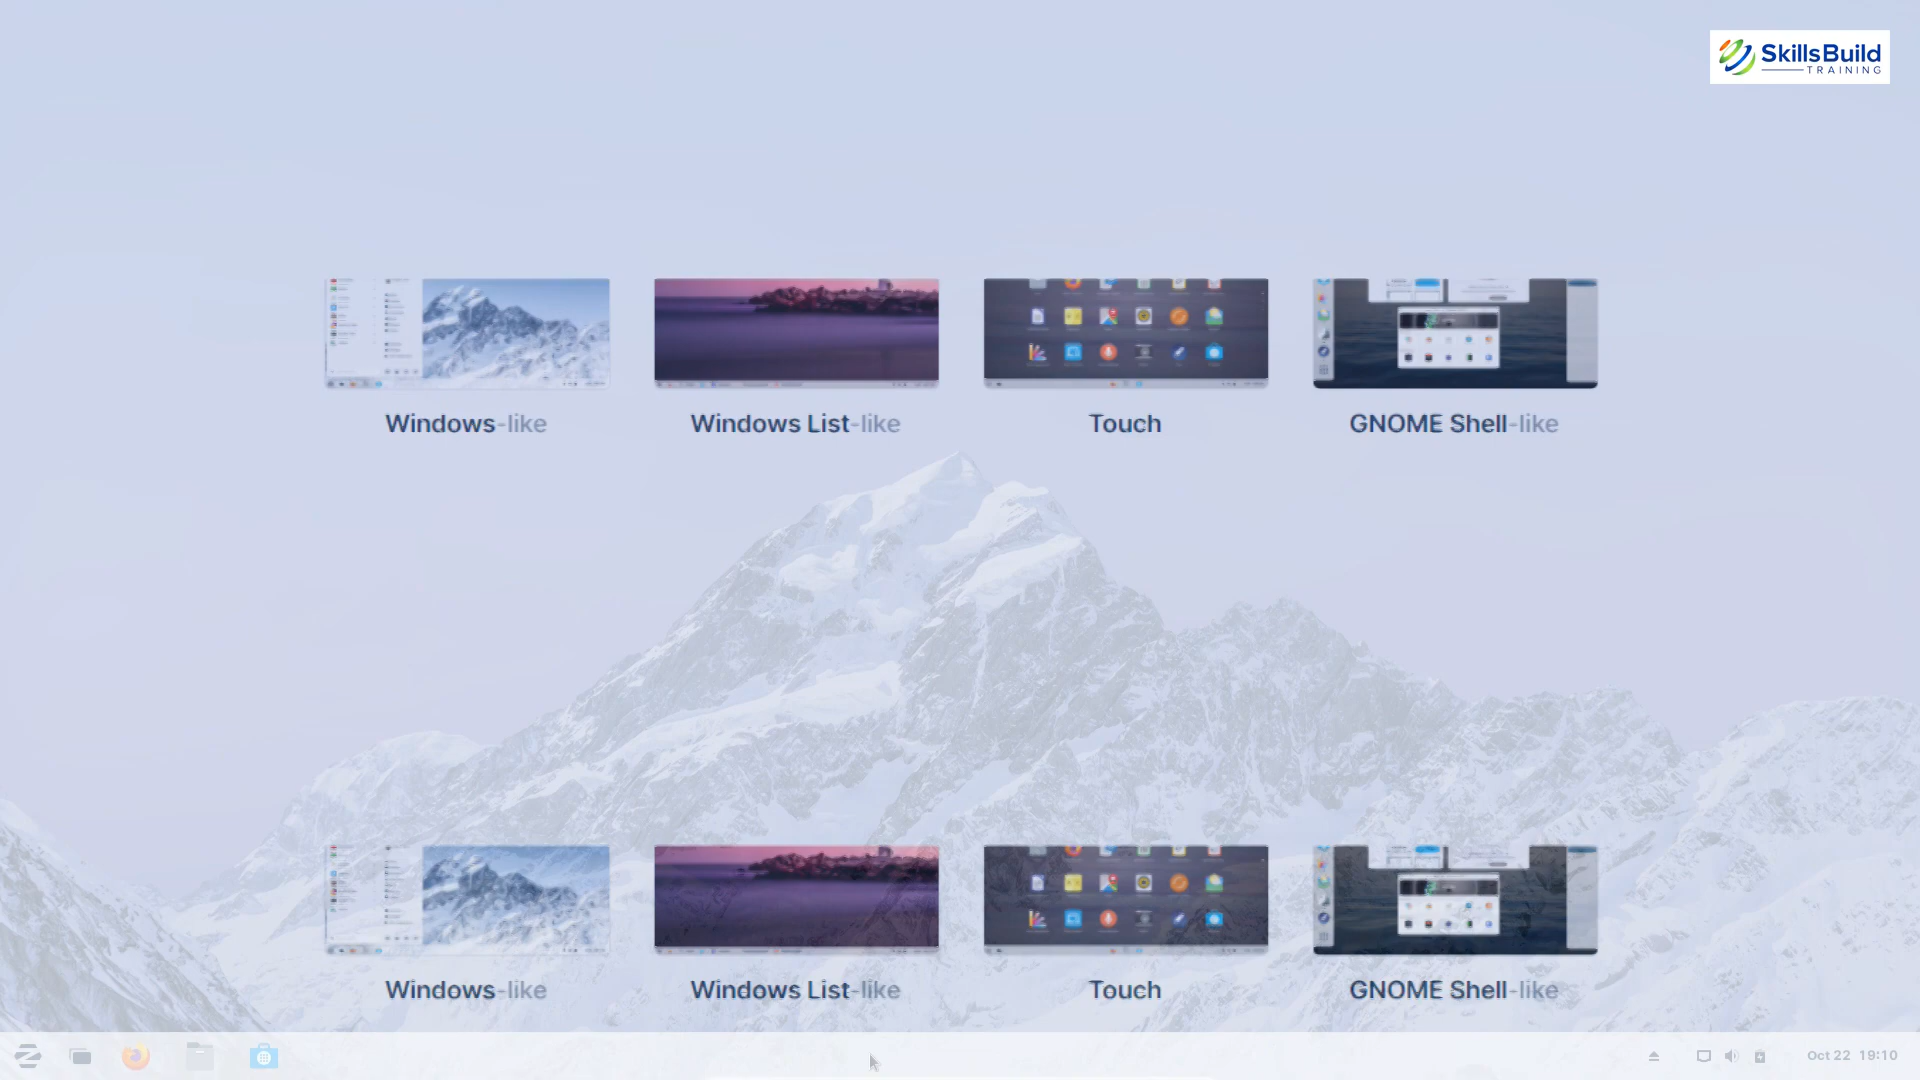 SkillsBuild
TRAINING
Windows-like
Windows List-like
Touch
GNOME Shell-like
Windows-like
Windows List-like
Touch
GNOME Shell-like
Oct 22 19:10